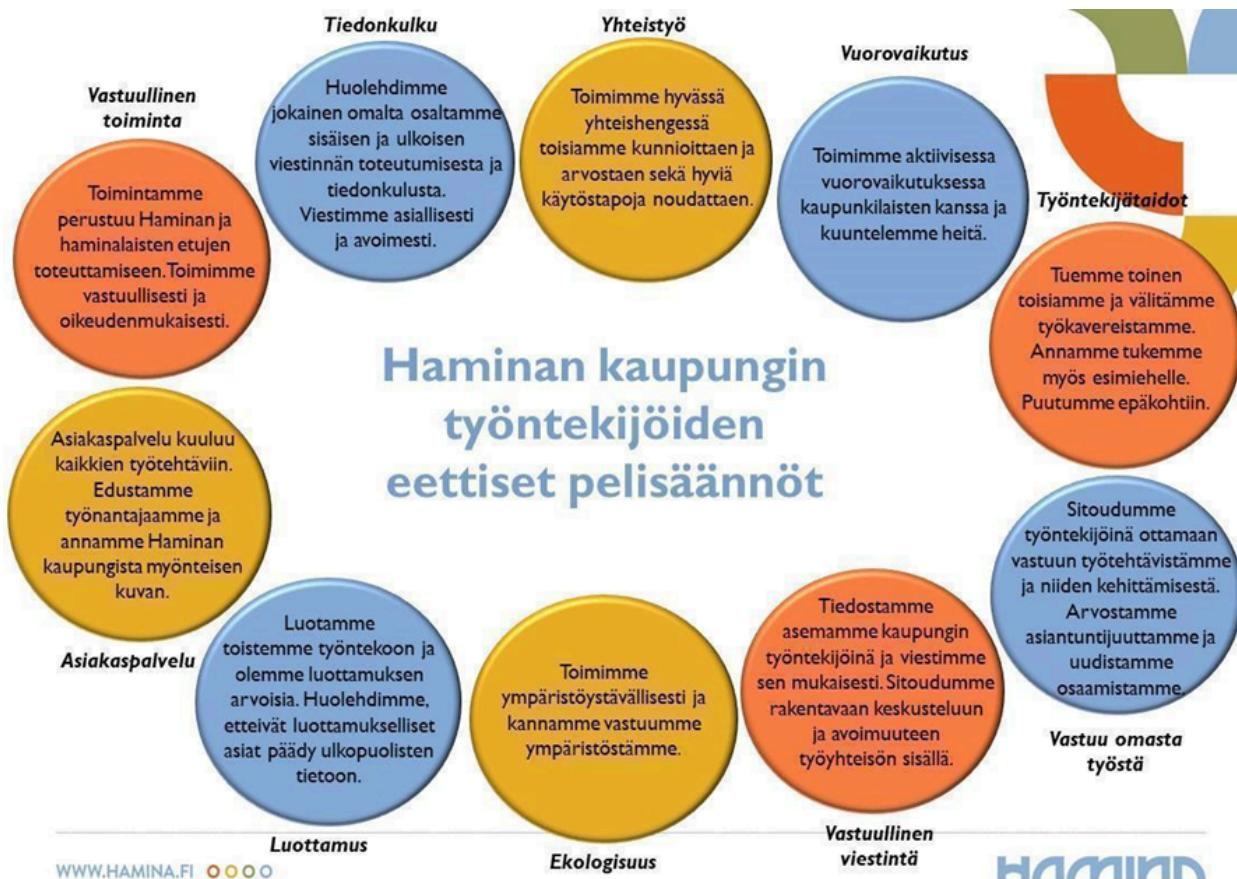 Tiedonkulku
Huolehdimme
jokainen omalta osaltamme
sisäisen ja ulkoisen
viestinnän toteutumisesta ja
tiedonkulusta.
Viestimme asiallisesti
ja avoimesti.
Yhteistyö
Toimimme hyvässä
yhteishengessä
toisiamme kunnioittaen ja
arvostaen sekä hyviä
käytöstapoja noudattaen.
Vuorovaikutus
Toimimme aktiivisessa
vuorovaikutuksessa
kaupunkilaisten kanssa ja
kuuntelemme heitä.
Työntekijätaidot
Tuemme toinen
toisiamme ja välitämme
työkavereistamme.
Annamme tukemme
myös esimiehelle.
Puutumme epäkohtiin.
Vastuullinen
toiminta
Toimintamme
perustuu Haminan ja
haminalaisten etujen
toteuttamiseen. Toimimme
vastuullisesti ja
oikeudenmukaisesti.
Haminan kaupungin
työntekijöiden
eettiset pelisäännöt
Asiakaspalvelu kuuluu
kaikkien työtehtäviin.
Edustamme
työnantajaamme ja
annamme Haminan
kaupungista myönteisen
kuvan.
Asiakaspalvelu
Luotamme
toistemme työntekoon ja
olemme luottamuksen
arvoisia. Huolehdimme,
etteivät luottamukselliset
asiat päädy ulkopuolisten
tietoon.
Luottamus
Toimimme
ympäristöystävällisesti ja
kannamme vastuumme
ympäristöstämme.
Ekologisuus
Tiedostamme
asemamme kaupungin
työntekijöinä ja viestimme
sen mukaisesti. Sitoudumme
rakentavaan keskusteluun
ja avoimuuteen
työyhteisön sisällä.
Vastuullinen
viestintä
Sitoudumme
työntekijöinä ottamaan
vastuun työtehtävistämme
ja niiden kehittämisestä.
Arvostamme
asiantuntijuuttamme ja
uudistamme
osaamistamme.
Vastuu omasta
työstä
WWW.HAMINA.FI
HAMINA